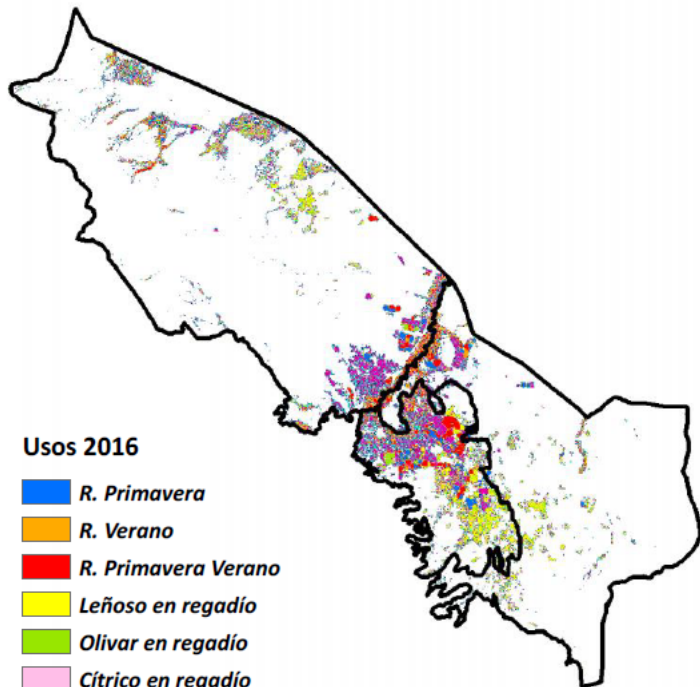 Usos 2016
R. Primavera
R. Verano
R. Primavera Verano
Leñoso en regadío
Olivar en regadío
Cítrico en regadío